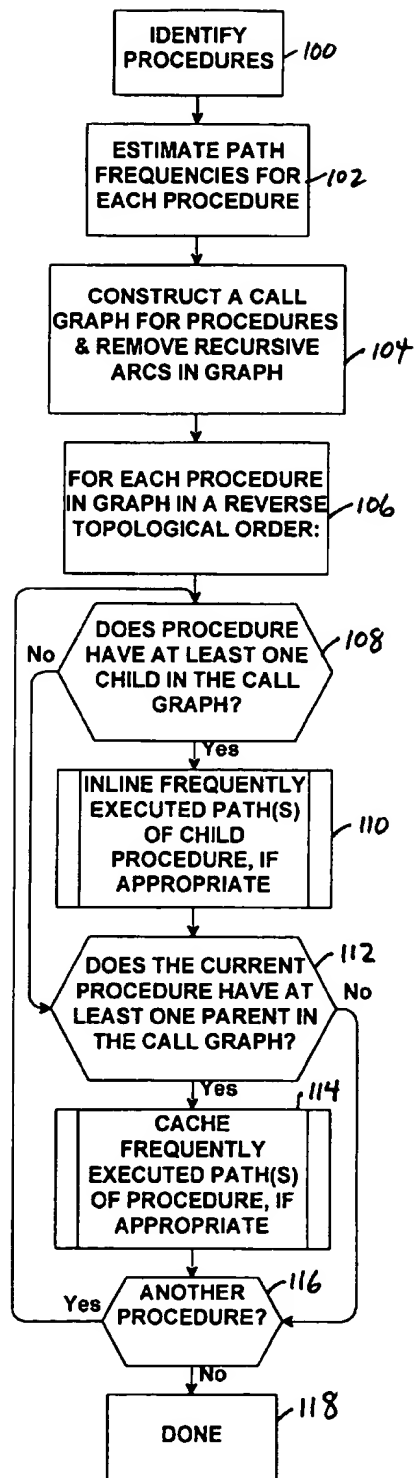 IDENTIFY
PROCEDURES
100
ESTIMATE PATH
FREQUENCIES FOR
EACH PROCEDURE
102
CONSTRUCT A CALL
GRAPH FOR PROCEDURES
& REMOVE RECURSIVE
ARCS IN GRAPH
104
FOR EACH PROCEDURE
IN GRAPH IN A REVERSE
TOPOLOGICAL ORDER:
106
DOES PROCEDURE
HAVE AT LEAST ONE
CHILD IN THE CALL
GRAPH?
108
No
Yes
INLINE FREQUENTLY
EXECUTED PATH(S)
OF CHILD
PROCEDURE, IF
APPROPRIATE
110
DOES THE CURRENT
PROCEDURE HAVE AT
LEAST ONE PARENT IN
THE CALL GRAPH?
112
No
Yes
114
CACHE
FREQUENTLY
EXECUTED PATH(S)
OF PROCEDURE, IF
APPROPRIATE
Yes
ANOTHER
PROCEDURE?
116
No
DONE
118